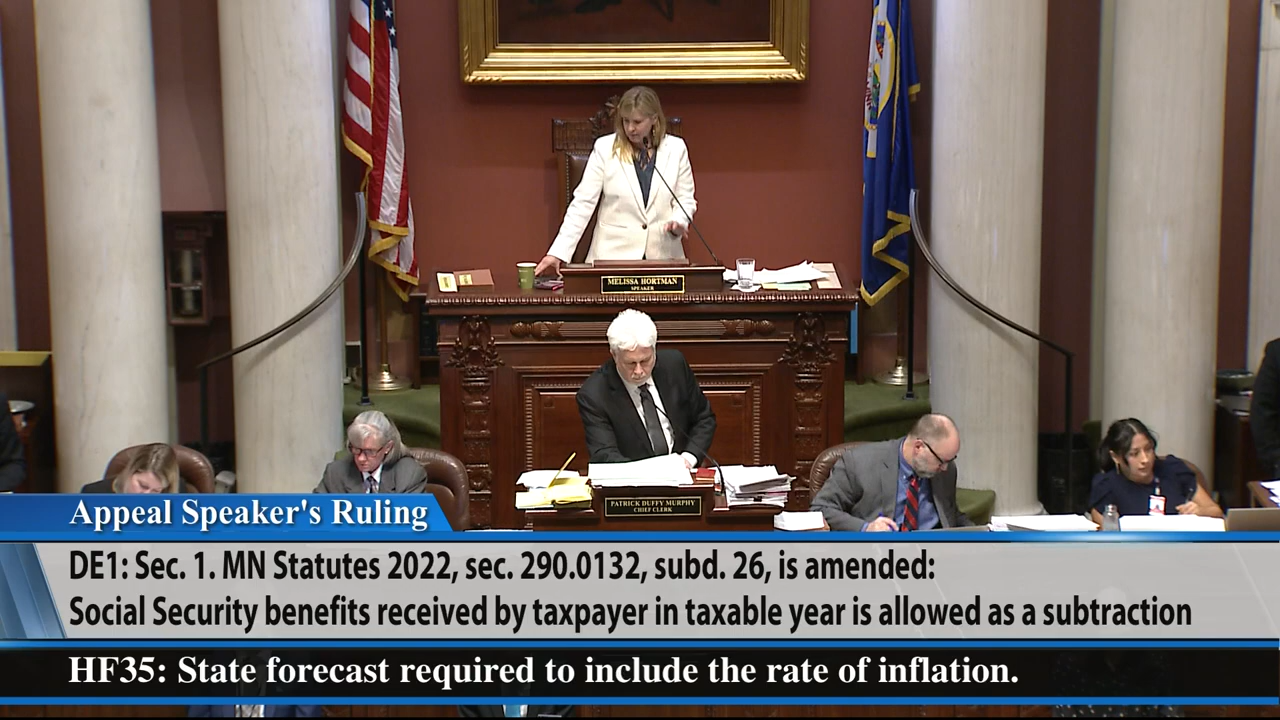 MELISSA HORTMAN
SPEAKER
PATRICK DUFFY MURPHY
CHIEF CLERK
Appeal Speaker's Ruling
DE1: Sec. 1. MN Statutes 2022, sec. 290.0132, subd. 26, is amended:
Social Security benefits received by taxpayer in taxable year is allowed as a subtraction
HF35: State forecast required to include the rate of inflation.